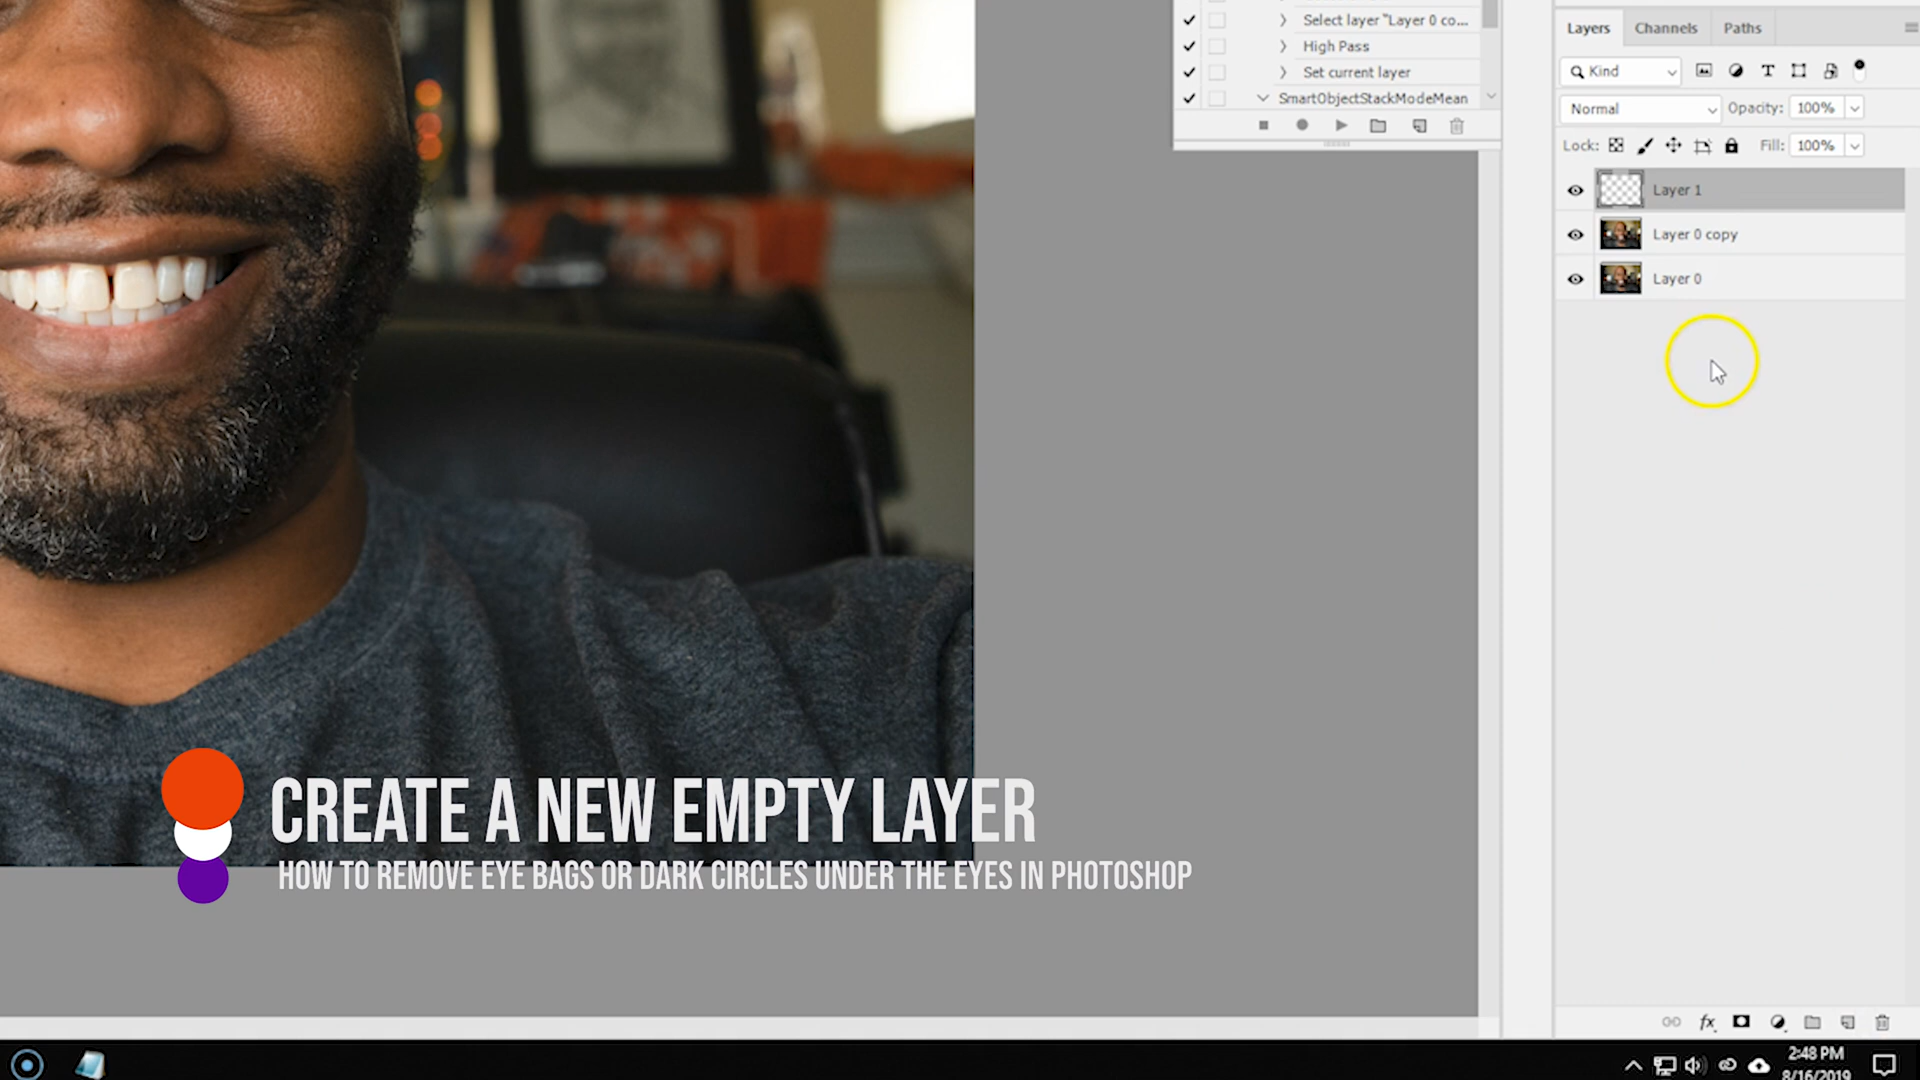 Select layer "Layer 0 co...
High Pass
Set current layer
SmartObjectStackModeMean
Layers Channels Paths
Kind
Normal Opacity: 100%
Lock: Fill: 100%
Layer 1
Layer 0 copy
Layer 0
CREATE A NEW EMPTY LAYER
HOW TO REMOVE EYE BAGS OR DARK CIRCLES UNDER THE EYES IN PHOTOSHOP
fx
2:48 PM
8/16/2019